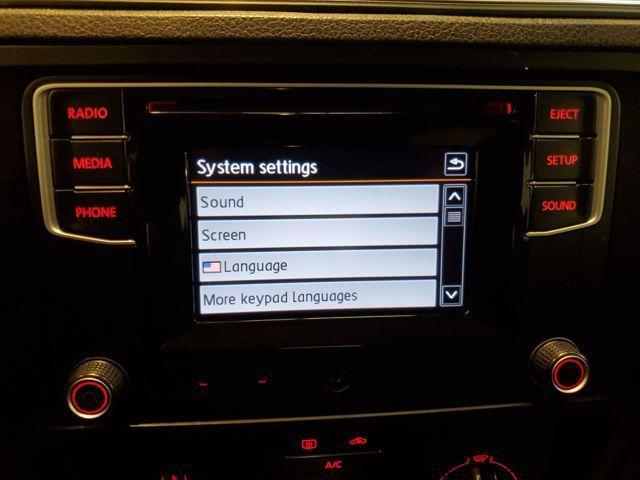 RADIO
MEDIA
PHONE
System settings
Sound
Screen
Language
More keypad languages
EJECT
SETUP
SOUND
A/C